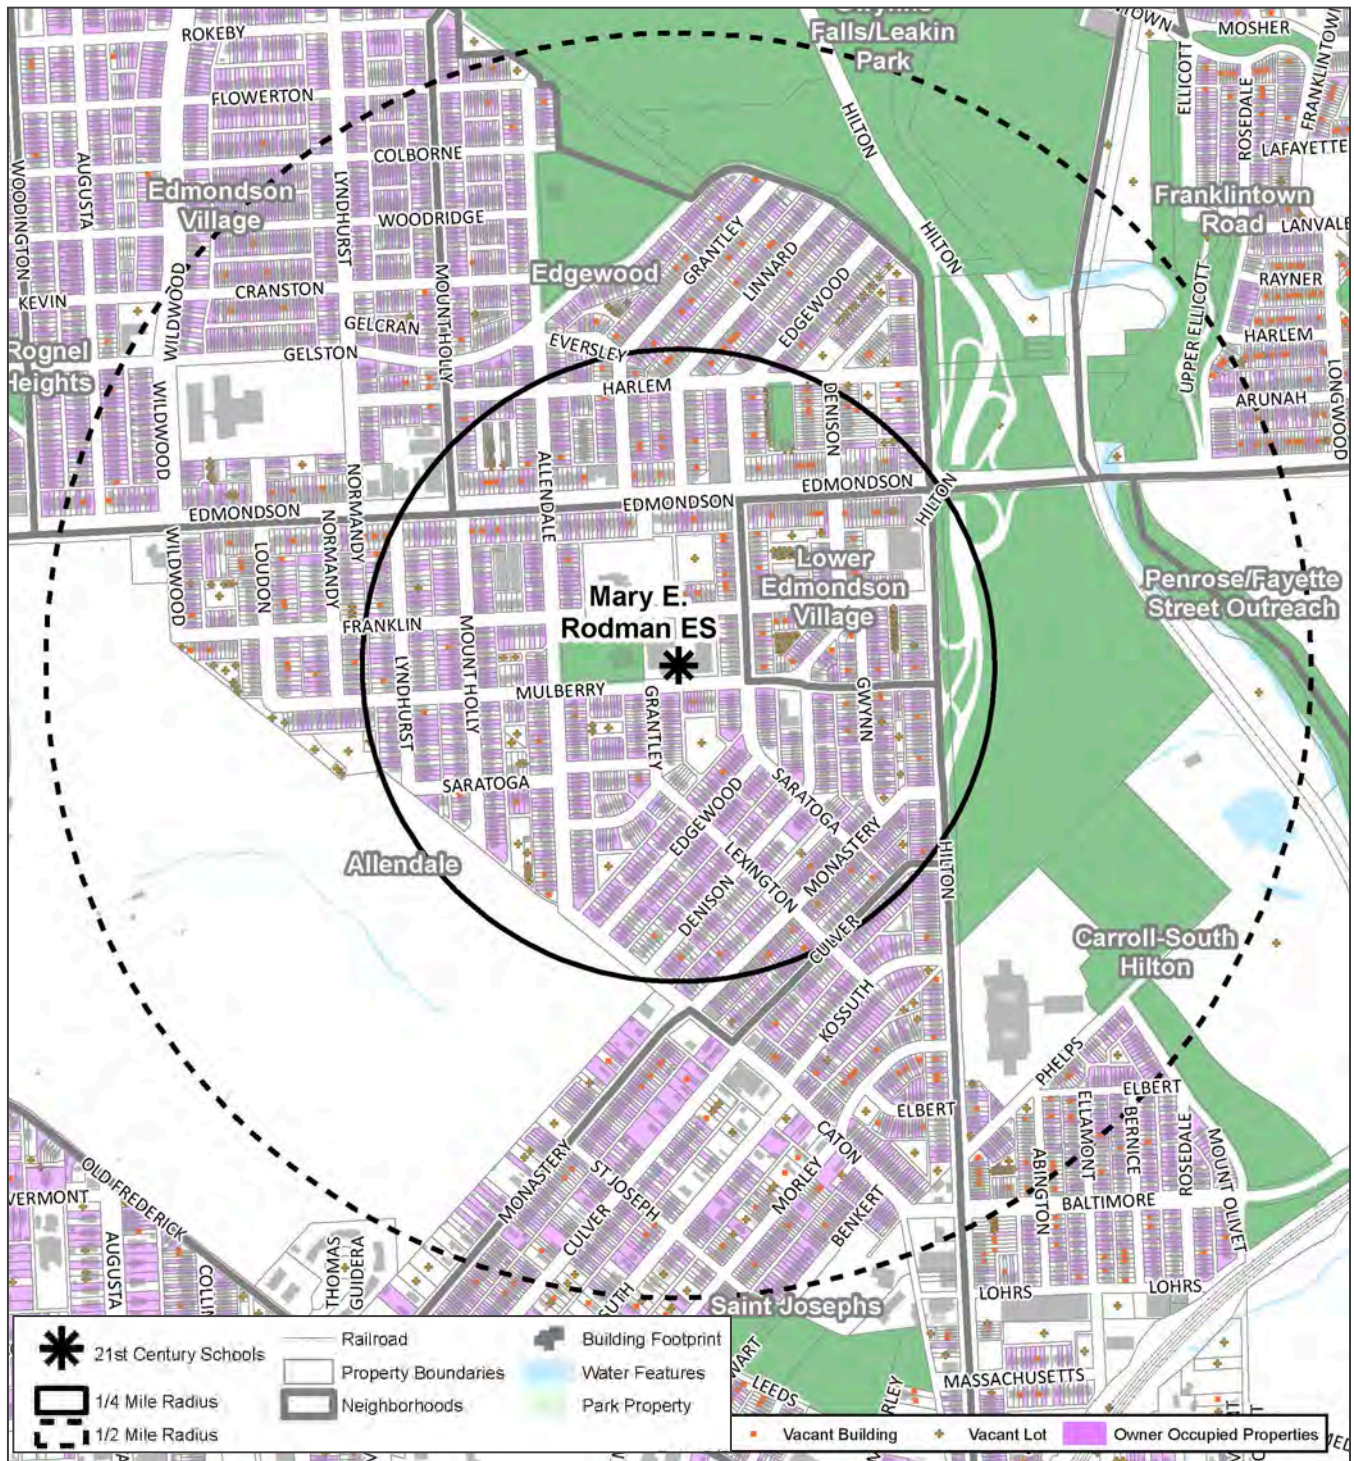 ROKEBY
Gwynns
Falls/Leakin
Park
MOSHER
FRANKLINTOWN
ELLICOTT
ROSEDALE
FLOWERTON
HILTON
LAFAYETTE
COLBORNE
WOODINGTON
AUGUSTA
Edmondson
Village
LYNDHURST
WOODRIDGE
Franklintown
Road
LANVALE
GRANTLEY
LINNARD
HILTON
Edgewood
EDGEWOOD
RAYNER
KEVIN
WILDWOOD
CRANSTON
MOUNT HOLLY
GELCRAN
UPPER ELLICOTT
HARLEM
Rognel
Heights
GELSTON
EVERSLEY
HARLEM
DENISON
ARUNAH
LONGWOOD
WILDWOOD
NORMANDY
ALLENDALE
EDMONDSON
EDMONDSON
HILTON
EDMONDSON
WILDWOOD
LOUDON
NORMANDY
Lower
Edmondson
Village
Penrose/Fayette
Street Outreach
Mary E.
Rodman ES
FRANKLIN
LYNDHURST
MOUNT HOLLY
MULBERRY
GRANTLEY
GWYNN
SARATOGA
SARATOGA
EDGEWOOD
LEXINGTON
MONASTERY
HILTON
Allendale
DENISON
CULVER
Carroll-South
Hilton
KOSSUTH
PHELPS
ELBERT
ELBERT
ELLAMONT
BERNICE
ROSEDALE
MOUNT OLIVET
CATON
ABINGTON
BALTIMORE
MONASTERY
ST JOSEPH
CULVER
MORLEY
BENKERT
OLD FREDERICK
VERMONT
AUGUSTA
THOMAS
GUIDERA
LOHRS
LOHRS
Saint Josephs
LEEDS
MASSACHUSETTS
21st Century Schools
1/4 Mile Radius
1/2 Mile Radius
Railroad
Property Boundaries
Neighborhoods
Building Footprint
Water Features
Park Property
Vacant Building
Vacant Lot
Owner Occupied Properties